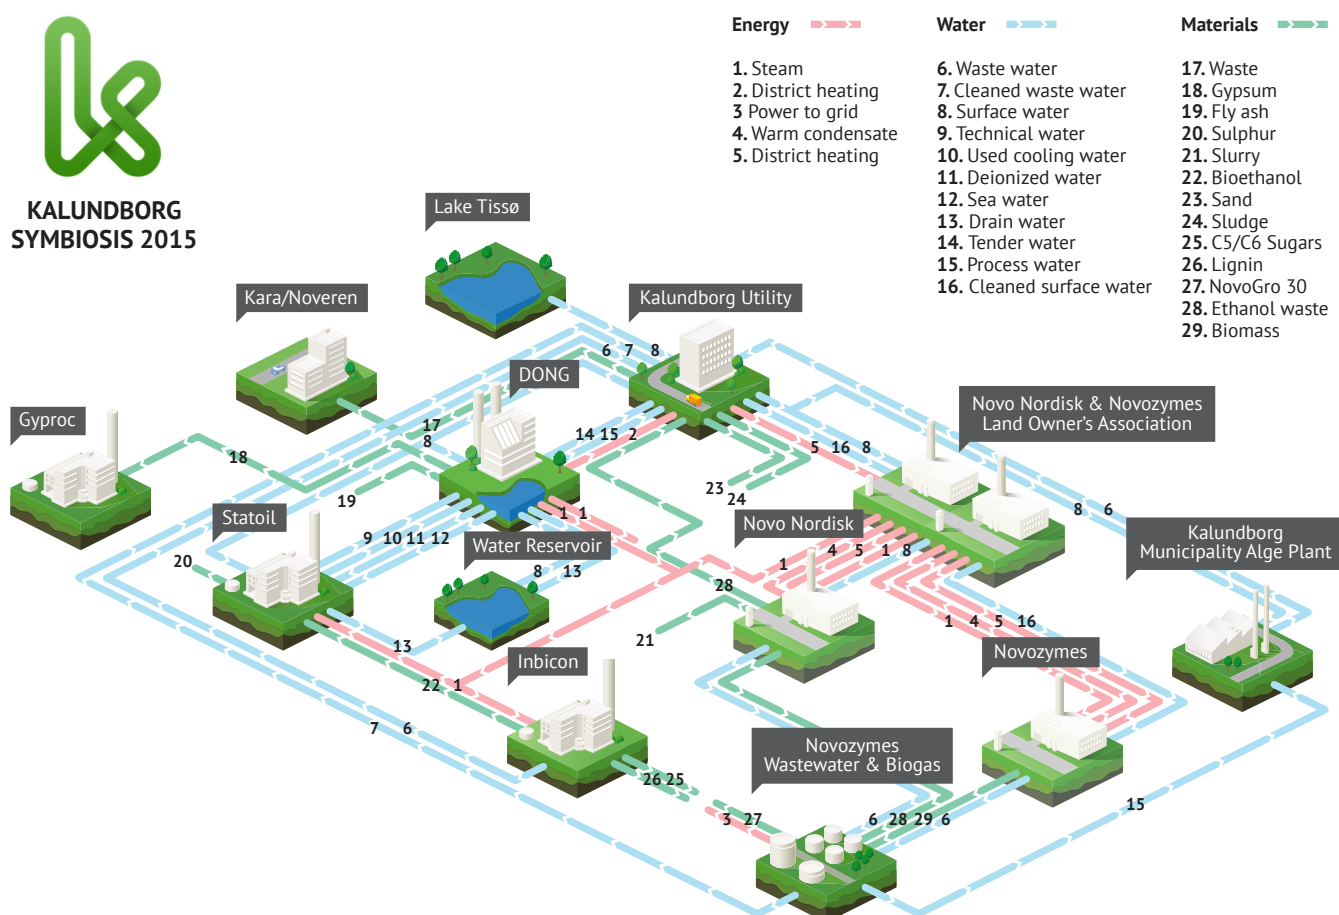 KALUNDBORG
SYMBIOSIS 2015
Energy
1. Steam
2. District heating
3 Power to grid
4. Warm condensate
5. District heating
Water
6. Waste water
7. Cleaned waste water
8. Surface water
9. Technical water
10. Used cooling water
11. Deionized water
12. Sea water
13. Drain water
14. Tender water
15. Process water
16. Cleaned surface water
Materials
17. Waste
18. Gypsum
19. Fly ash
20. Sulphur
21. Slurry
22. Bioethanol
23. Sand
24. Sludge
25. C5/C6 Sugars
26. Lignin
27. NovoGro 30
28. Ethanol waste
29. Biomass
Lake Tissø
Kara/Noveren
Kalundborg Utility
6 7 8
DONG
Gyproc
Novo Nordisk & Novozymes
Land Owner's Association
17
8
14 15 2
5 16 8
18
19
23
24
Statoil
1 1
Novo Nordisk
8 6
Kalundborg
Municipality Alge Plant
9 10 11 12
Water Reservoir
4 5 1 8
1
20
8 13
28
21
1 4 5 16
13
Inbicon
Novozymes
22 1
7 6
Novozymes
Wastewater & Biogas
26 25
3 27
6 28 29 6
15